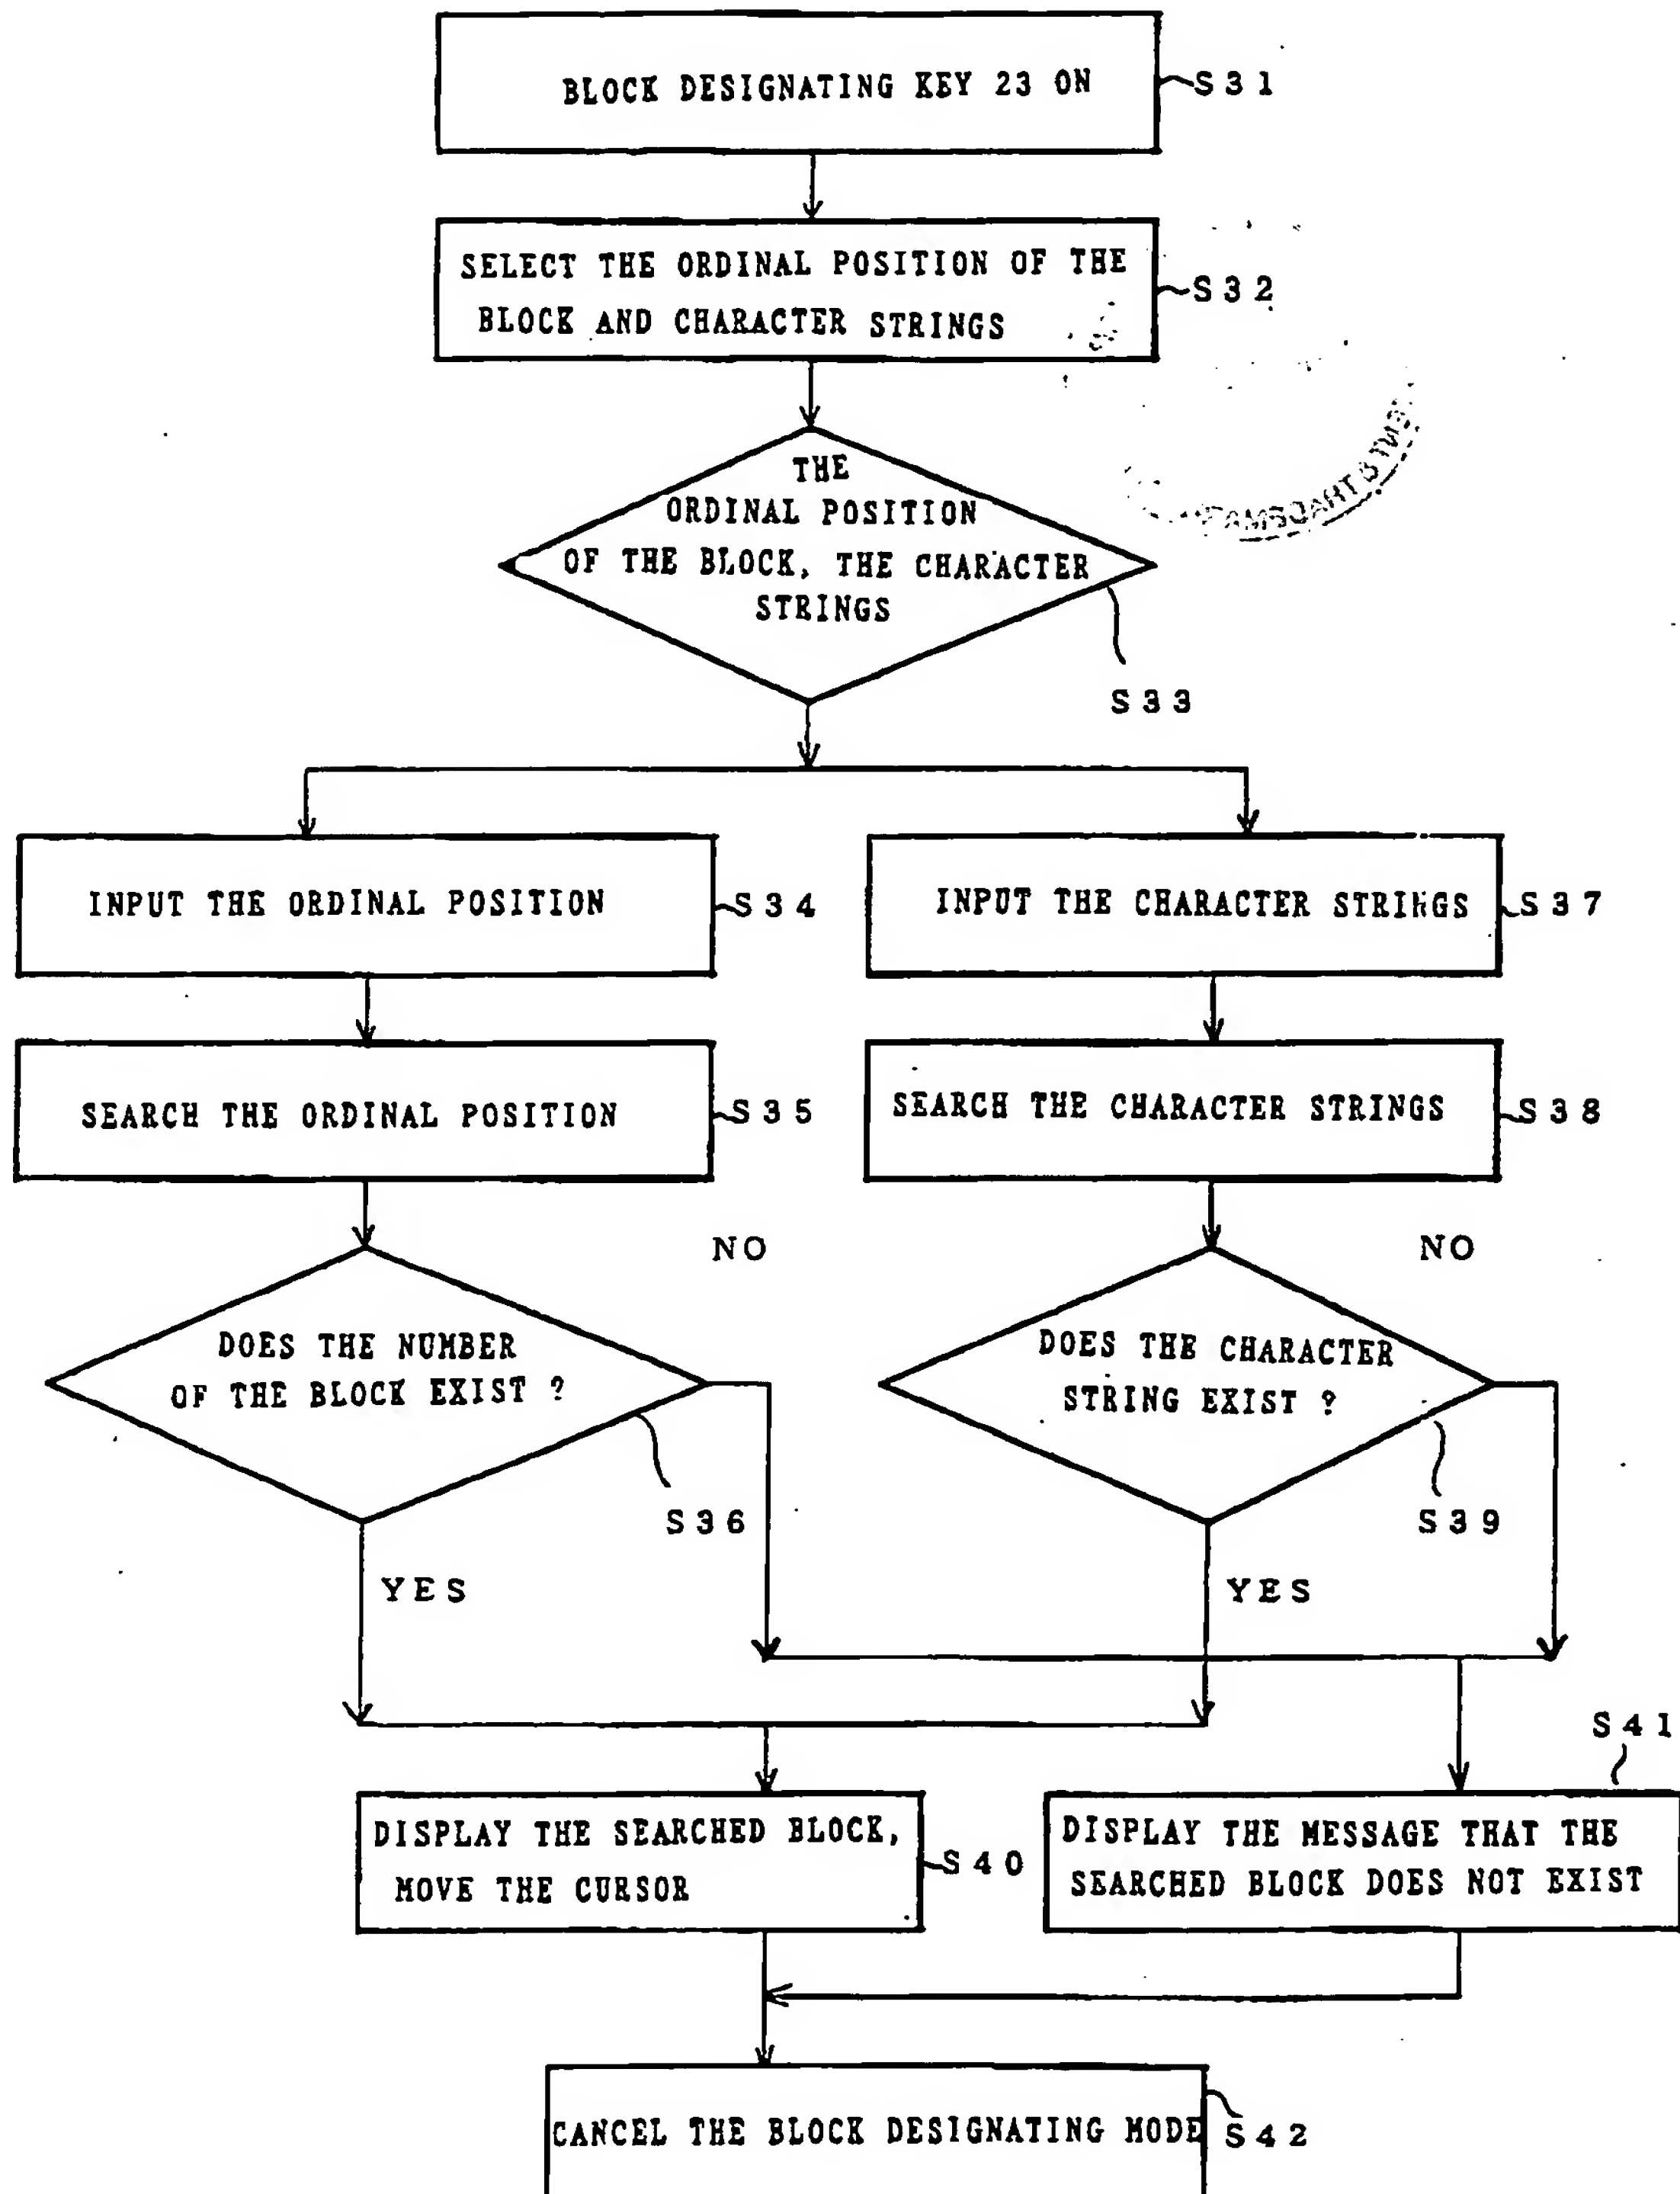 BLOCK DESIGNATING KEY 23 ON
S31
SELECT THE ORDINAL POSITION OF THE
BLOCK AND CHARACTER STRINGS
S32
THE
ORDINAL POSITION
OF THE BLOCK, THE CHARACTER
STRINGS
S33
INPUT THE ORDINAL POSITION
S34
INPUT THE CHARACTER STRINGS
S37
SEARCH THE ORDINAL POSITION
S35
SEARCH THE CHARACTER STRINGS
S38
NO
NO
DOES THE NUMBER
OF THE BLOCK EXIST ?
DOES THE CHARACTER
STRING EXIST ?
S36
S39
YES
YES
S41
DISPLAY THE SEARCHED BLOCK,
MOVE THE CURSOR
S40
DISPLAY THE MESSAGE THAT THE
SEARCHED BLOCK DOES NOT EXIST
CANCEL THE BLOCK DESIGNATING MODE
S42